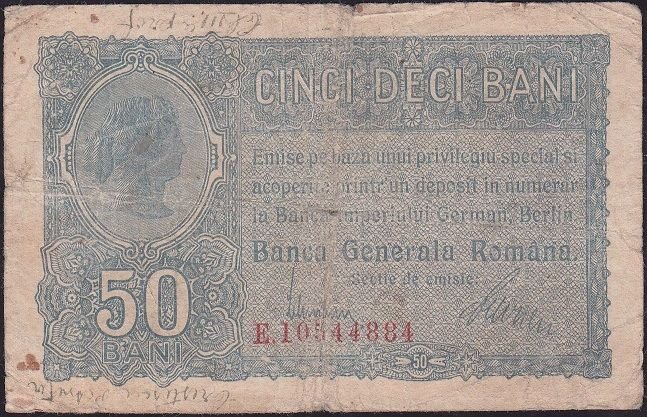 CINCI DECI BANI
Emise pe baza unui privilegiu special si
acoperite printr'un deposit in numerar
la Banca Imperiului German, Berlin
Banca Generala Română.
Sectie de emisie:
E.10544884
50
BANI
50